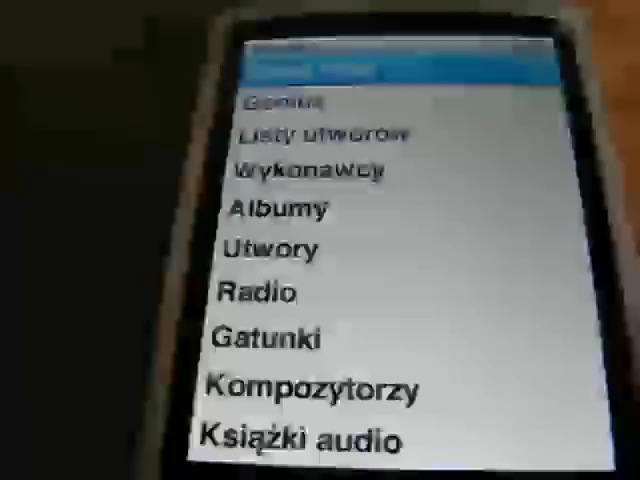 Genius
Listy utworów
Wykonawcy
Albumy
Utwory
Radio
Gatunki
Kompozytorzy
Książki audio